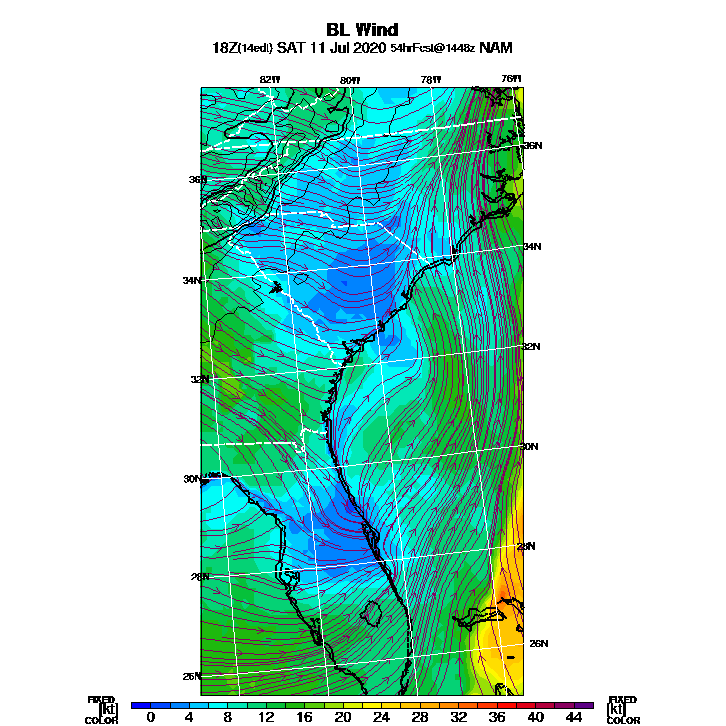 BL Wind
18Z(14edt) SAT 11 Jul 2020 54hrFcst@1448z NAM
82W 80W 78W 76W
36N
36N
34N
34N
32N
32N
30N
30N
28N
28N
26N
26N
FIXED FIXED
[kt] [kt]
COLOR COLOR
0 4 8 12 16 20 24 28 32 36 40 44